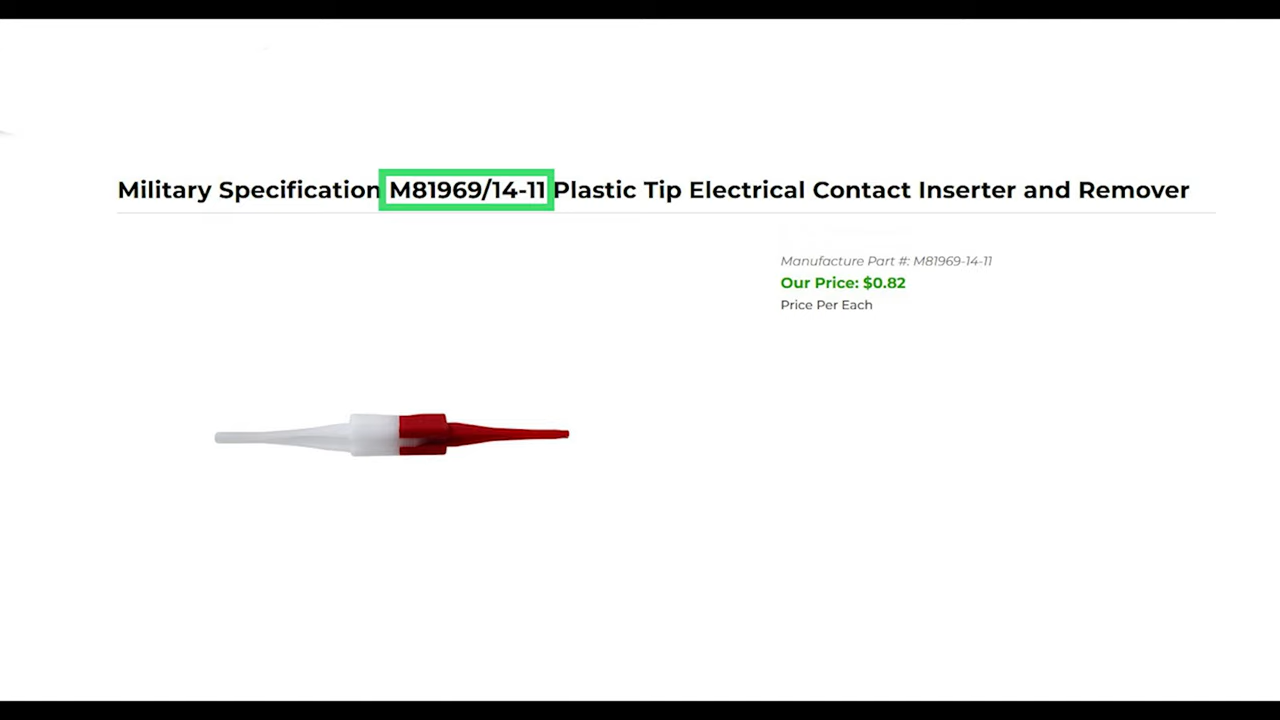 Military Specification M81969/14-11 Plastic Tip Electrical Contact Inserter and Remover
Manufacture Part #: M81969-14-11
Our Price: $0.82
Price Per Each